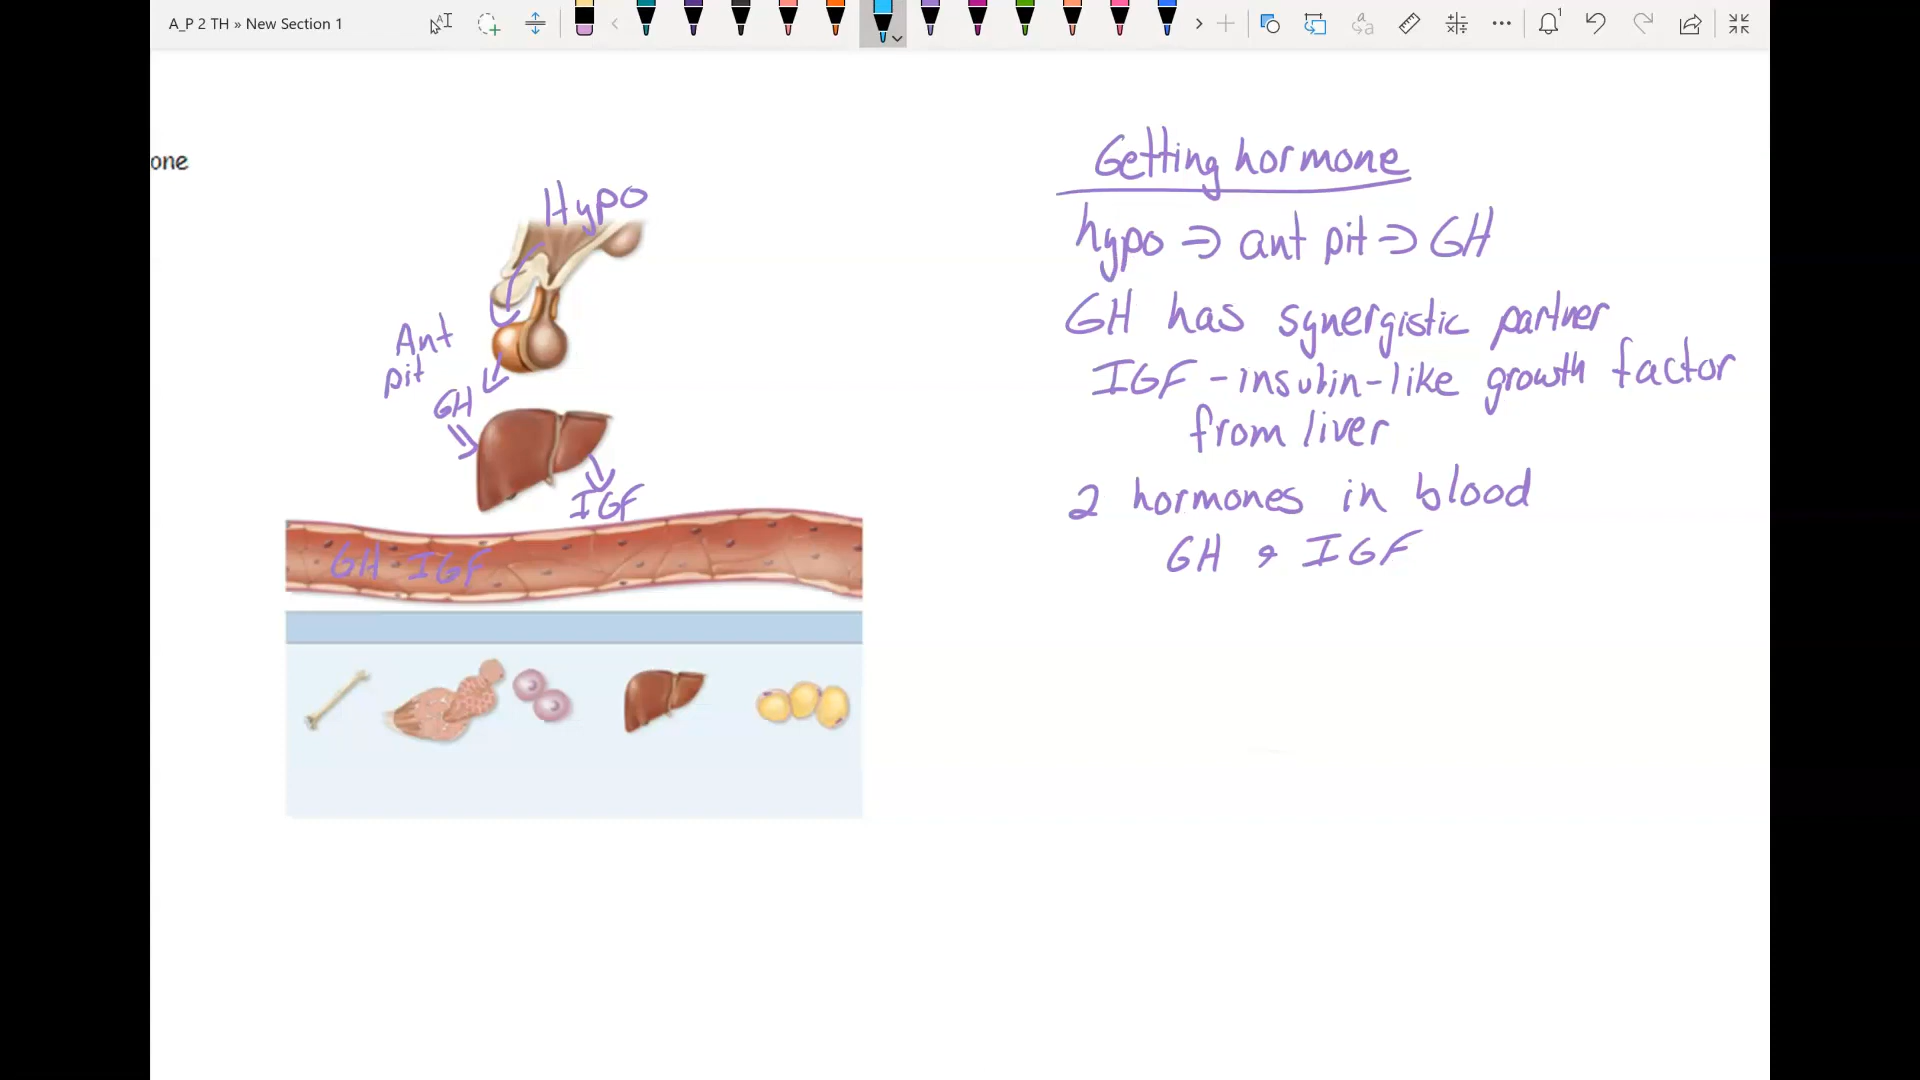 A_P 2 TH » New Section 1
one
Hypo
Ant
pit
GH
IGF
GH IGF
Getting hormone
hypo ⇒ ant pit ⇒ GH
GH has synergistic partner
IGF - insulin-like growth factor
from liver
2 hormones in blood
GH & IGF